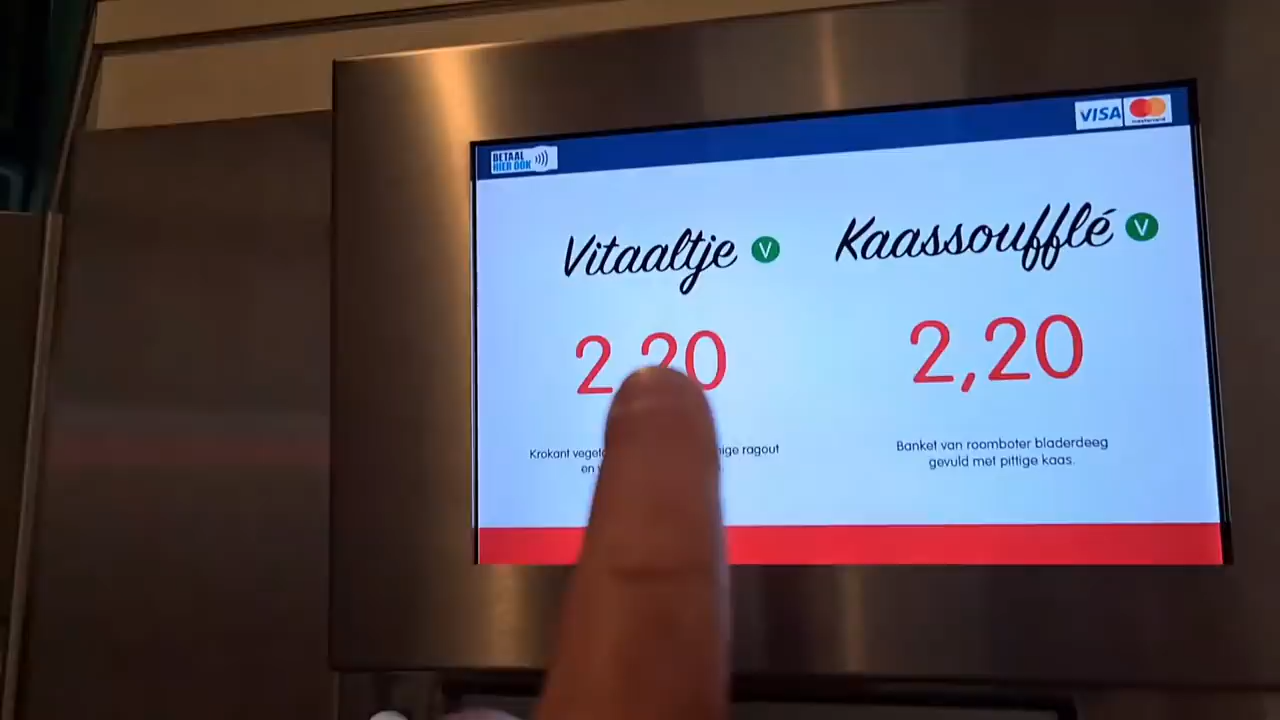 BETAAL
HIER OOK
VISA
mastercard
Vitaaltje V
Kaassoufflé V
2,20
2,20
Krokant nige ragout
en
Banket van roomboter bladerdeeg
gevuld met pittige kaas.